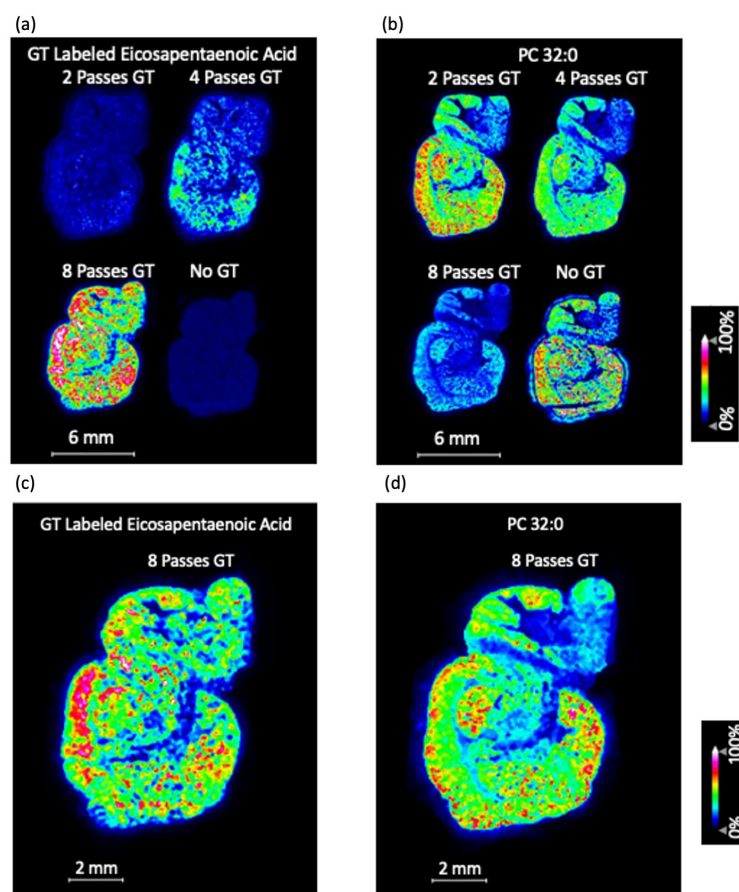 (a)
(b)
GT Labeled Eicosapentaenoic Acid
2 Passes GT 4 Passes GT
8 Passes GT No GT
6 mm
PC 32:0
2 Passes GT 4 Passes GT
8 Passes GT No GT
6 mm
100%
0%
(c)
(d)
GT Labeled Eicosapentaenoic Acid
8 Passes GT
2 mm
PC 32:0
8 Passes GT
2 mm
100%
0%